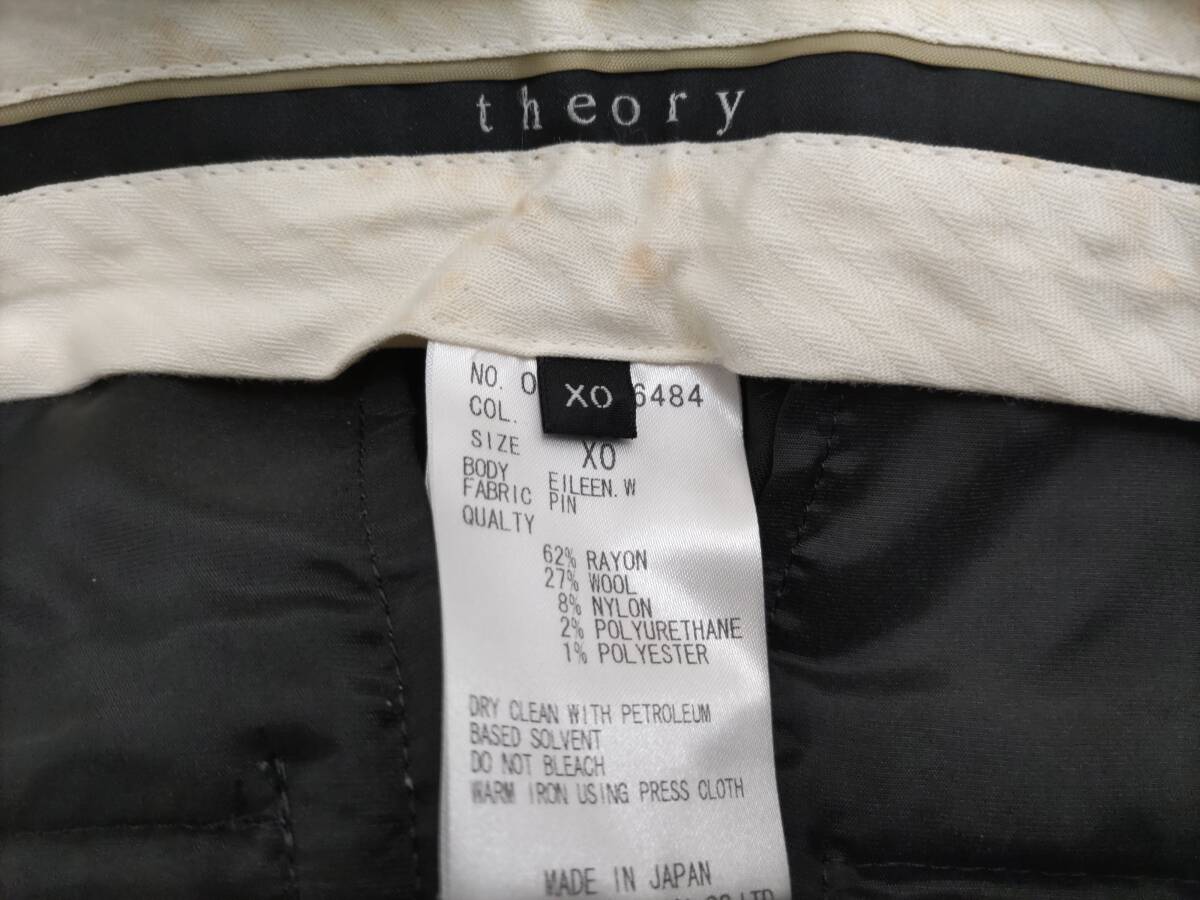 theory
XO
NO. 0 6484
COL.
SIZE XO
BODY EILEEN.W
FABRIC PIN
QUALTY
62% RAYON
27% WOOL
8% NYLON
2% POLYURETHANE
1% POLYESTER
DRY CLEAN WITH PETROLEUM
BASED SOLVENT
DO NOT BLEACH
WARM IRON USING PRESS CLOTH
MADE IN JAPAN